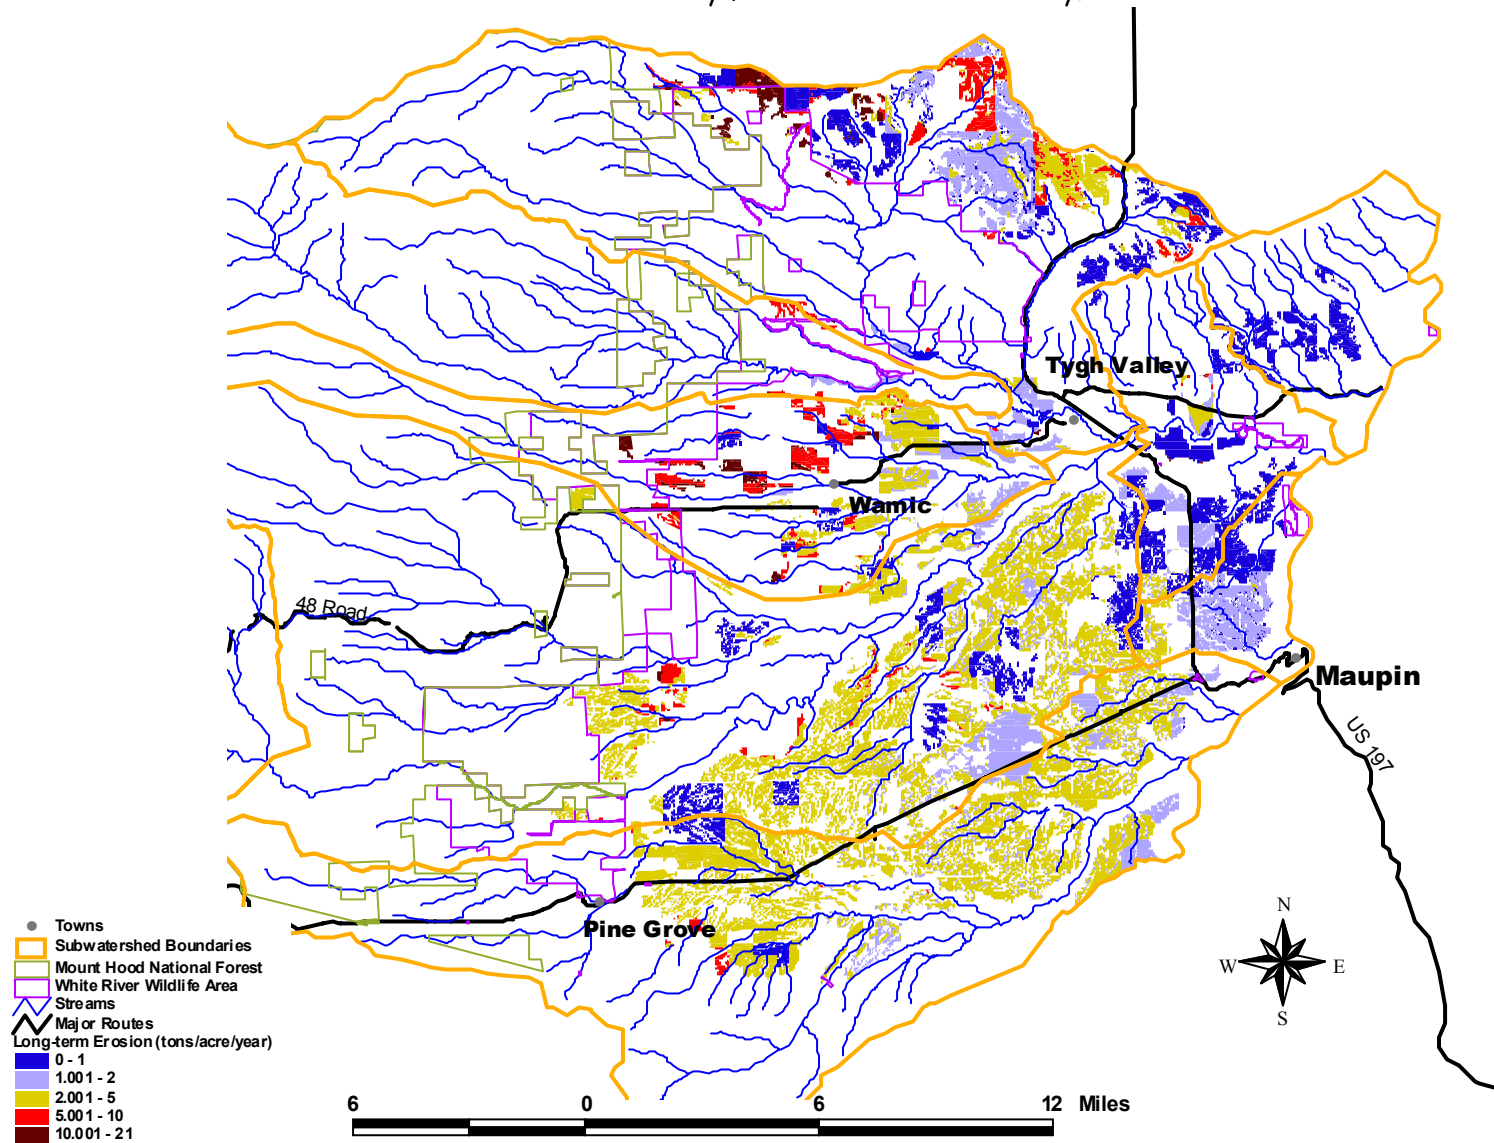 Tygh Valley
Wamic
48 Road
Maupin
US 197
Pine Grove
N
W E
S
Towns
Subwatershed Boundaries
Mount Hood National Forest
White River Wildlife Area
Streams
Major Routes
Long-term Erosion (tons/acre/year)
0 - 1
1.001 - 2
2.001 - 5
5.001 - 10
10.001 - 21
6 0 6 12 Miles